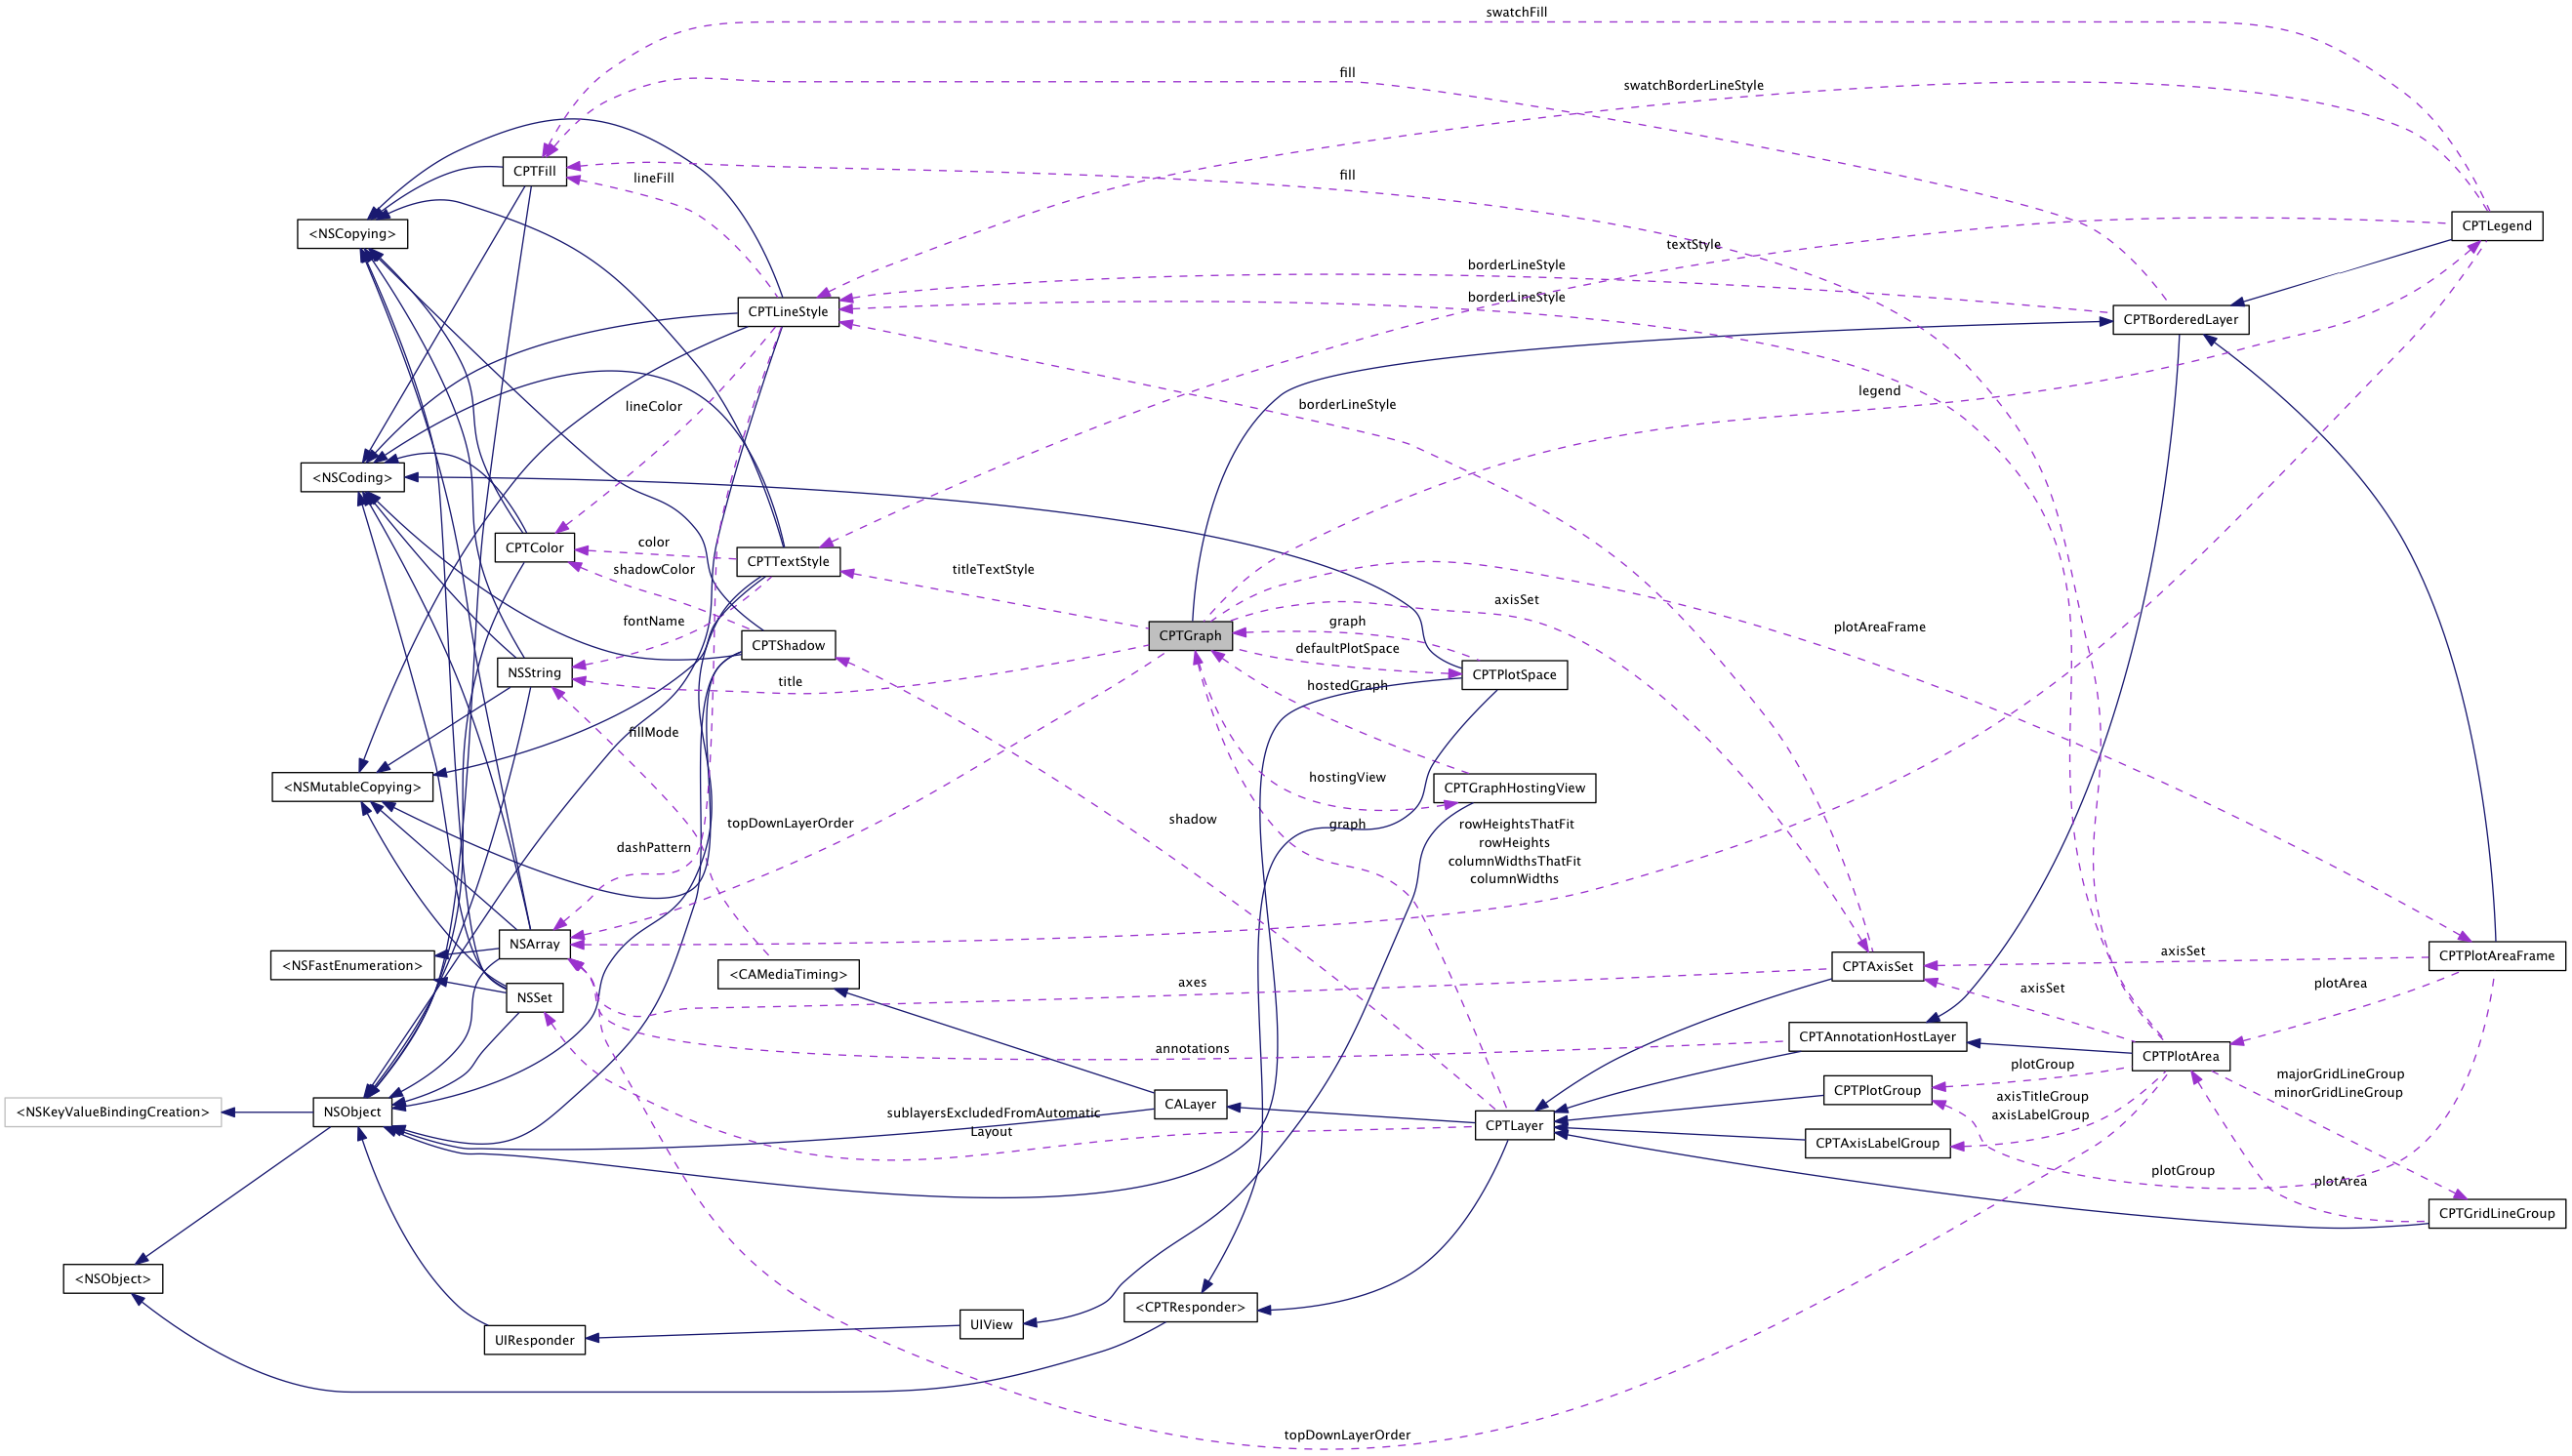 swatchFill
fill
swatchBorderLineStyle
CPTFill
lineFill
fill
<NSCopying>
CPTLegend
textStyle
borderLineStyle
borderLineStyle
CPTLineStyle
CPTBorderedLayer
legend
lineColor
borderLineStyle
<NSCoding>
color
CPTColor
shadowColor
CPTTextStyle
titleTextStyle
axisSet
fontName
CPTShadow
CPTGraph
graph
defaultPlotSpace
plotAreaFrame
NSString
title
hostedGraph
CPTPlotSpace
fillMode
<NSMutableCopying>
hostingView
CPTGraphHostingView
topDownLayerOrder
dashPattern
shadow
graph
rowHeightsThatFit
rowHeights
columnWidthsThatFit
columnWidths
NSArray
<NSFastEnumeration>
<CAMediaTiming>
axes
CPTAxisSet
axisSet
CPTPlotAreaFrame
NSSet
axisSet
plotArea
annotations
CPTAnnotationHostLayer
CPTPlotArea
plotGroup
CPTPlotGroup
majorGridLineGroup
minorGridLineGroup
axisTitleGroup
axisLabelGroup
<NSKeyValueBindingCreation>
NSObject
sublayersExcludedFromAutomatic
Layout
CALayer
CPTLayer
CPTAxisLabelGroup
plotGroup
plotArea
CPTGridLineGroup
<NSObject>
UIResponder
UIView
<CPTResponder>
topDownLayerOrder